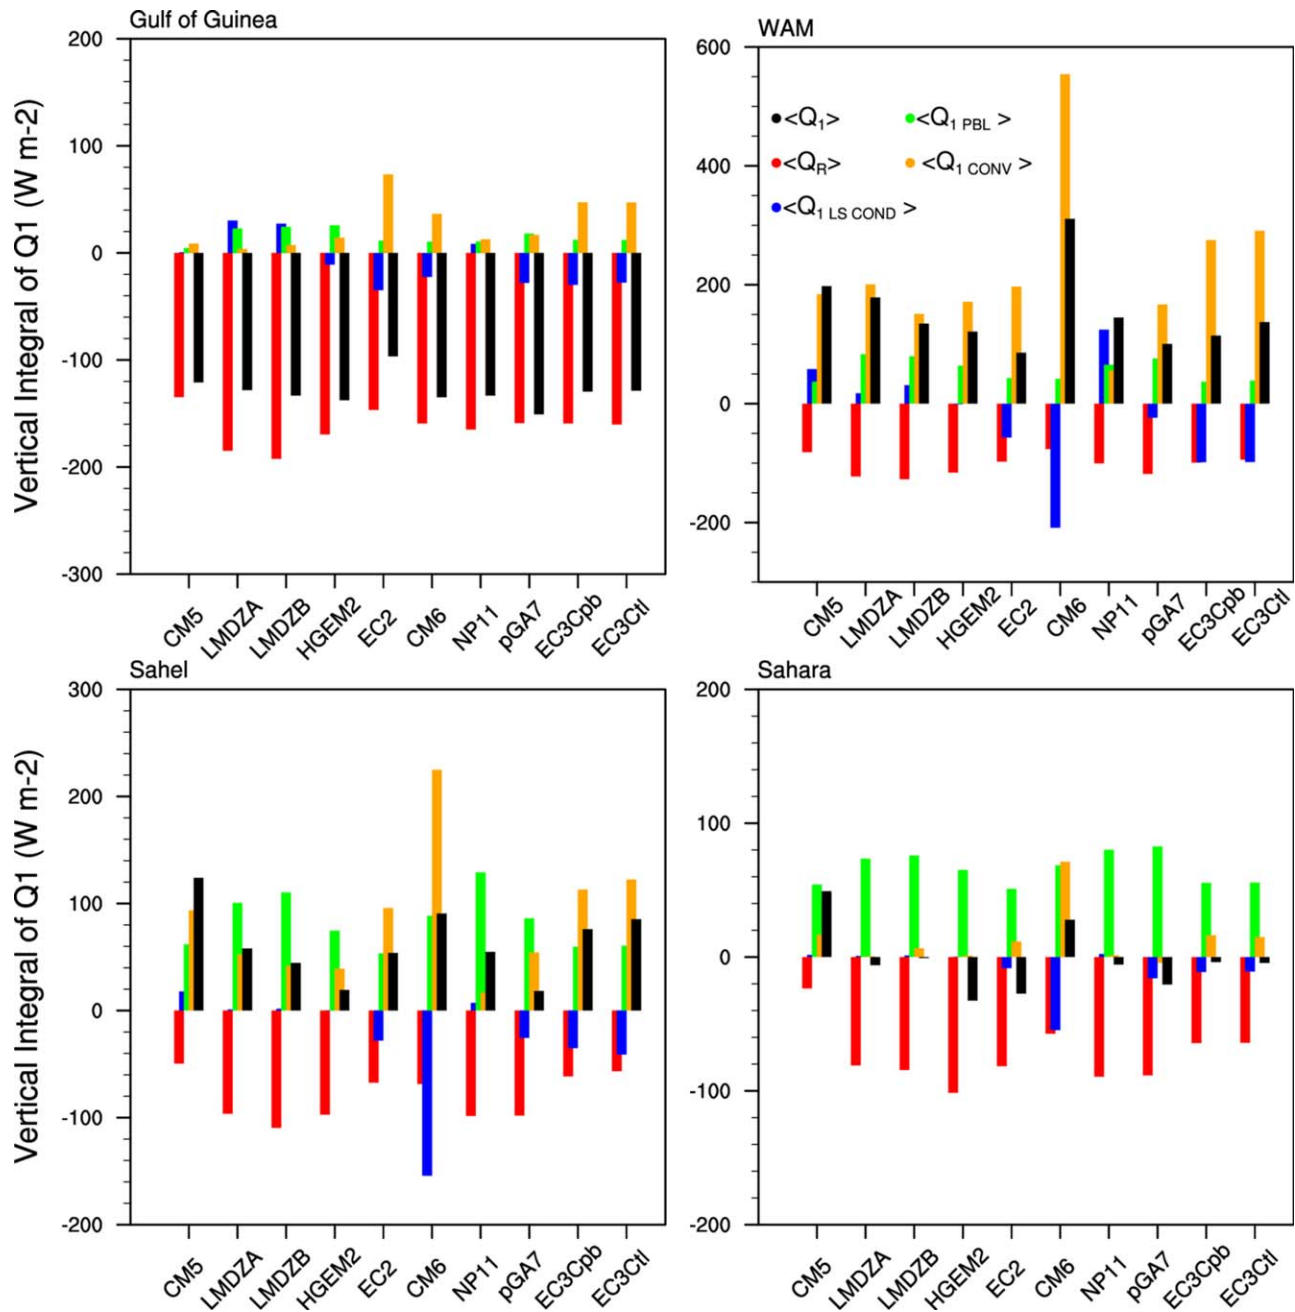 Gulf of Guinea
Vertical Integral of Q1 (W m-2)
200
100
0
-100
-200
-300
CM5
LMDZA
LMDZB
HGEM2
EC2
CM6
NP11
pGA7
EC3Cpb
EC3Ctl
WAM
600
400
200
0
-200
<Q1>
<Q1 PBL >
<QR>
<Q1 CONV >
<Q1 LS COND >
CM5
LMDZA
LMDZB
HGEM2
EC2
CM6
NP11
pGA7
EC3Cpb
EC3Ctl
Sahel
Vertical Integral of Q1 (W m-2)
300
200
100
0
-100
-200
CM5
LMDZA
LMDZB
HGEM2
EC2
CM6
NP11
pGA7
EC3Cpb
EC3Ctl
Sahara
200
100
0
-100
-200
CM5
LMDZA
LMDZB
HGEM2
EC2
CM6
NP11
pGA7
EC3Cpb
EC3Ctl